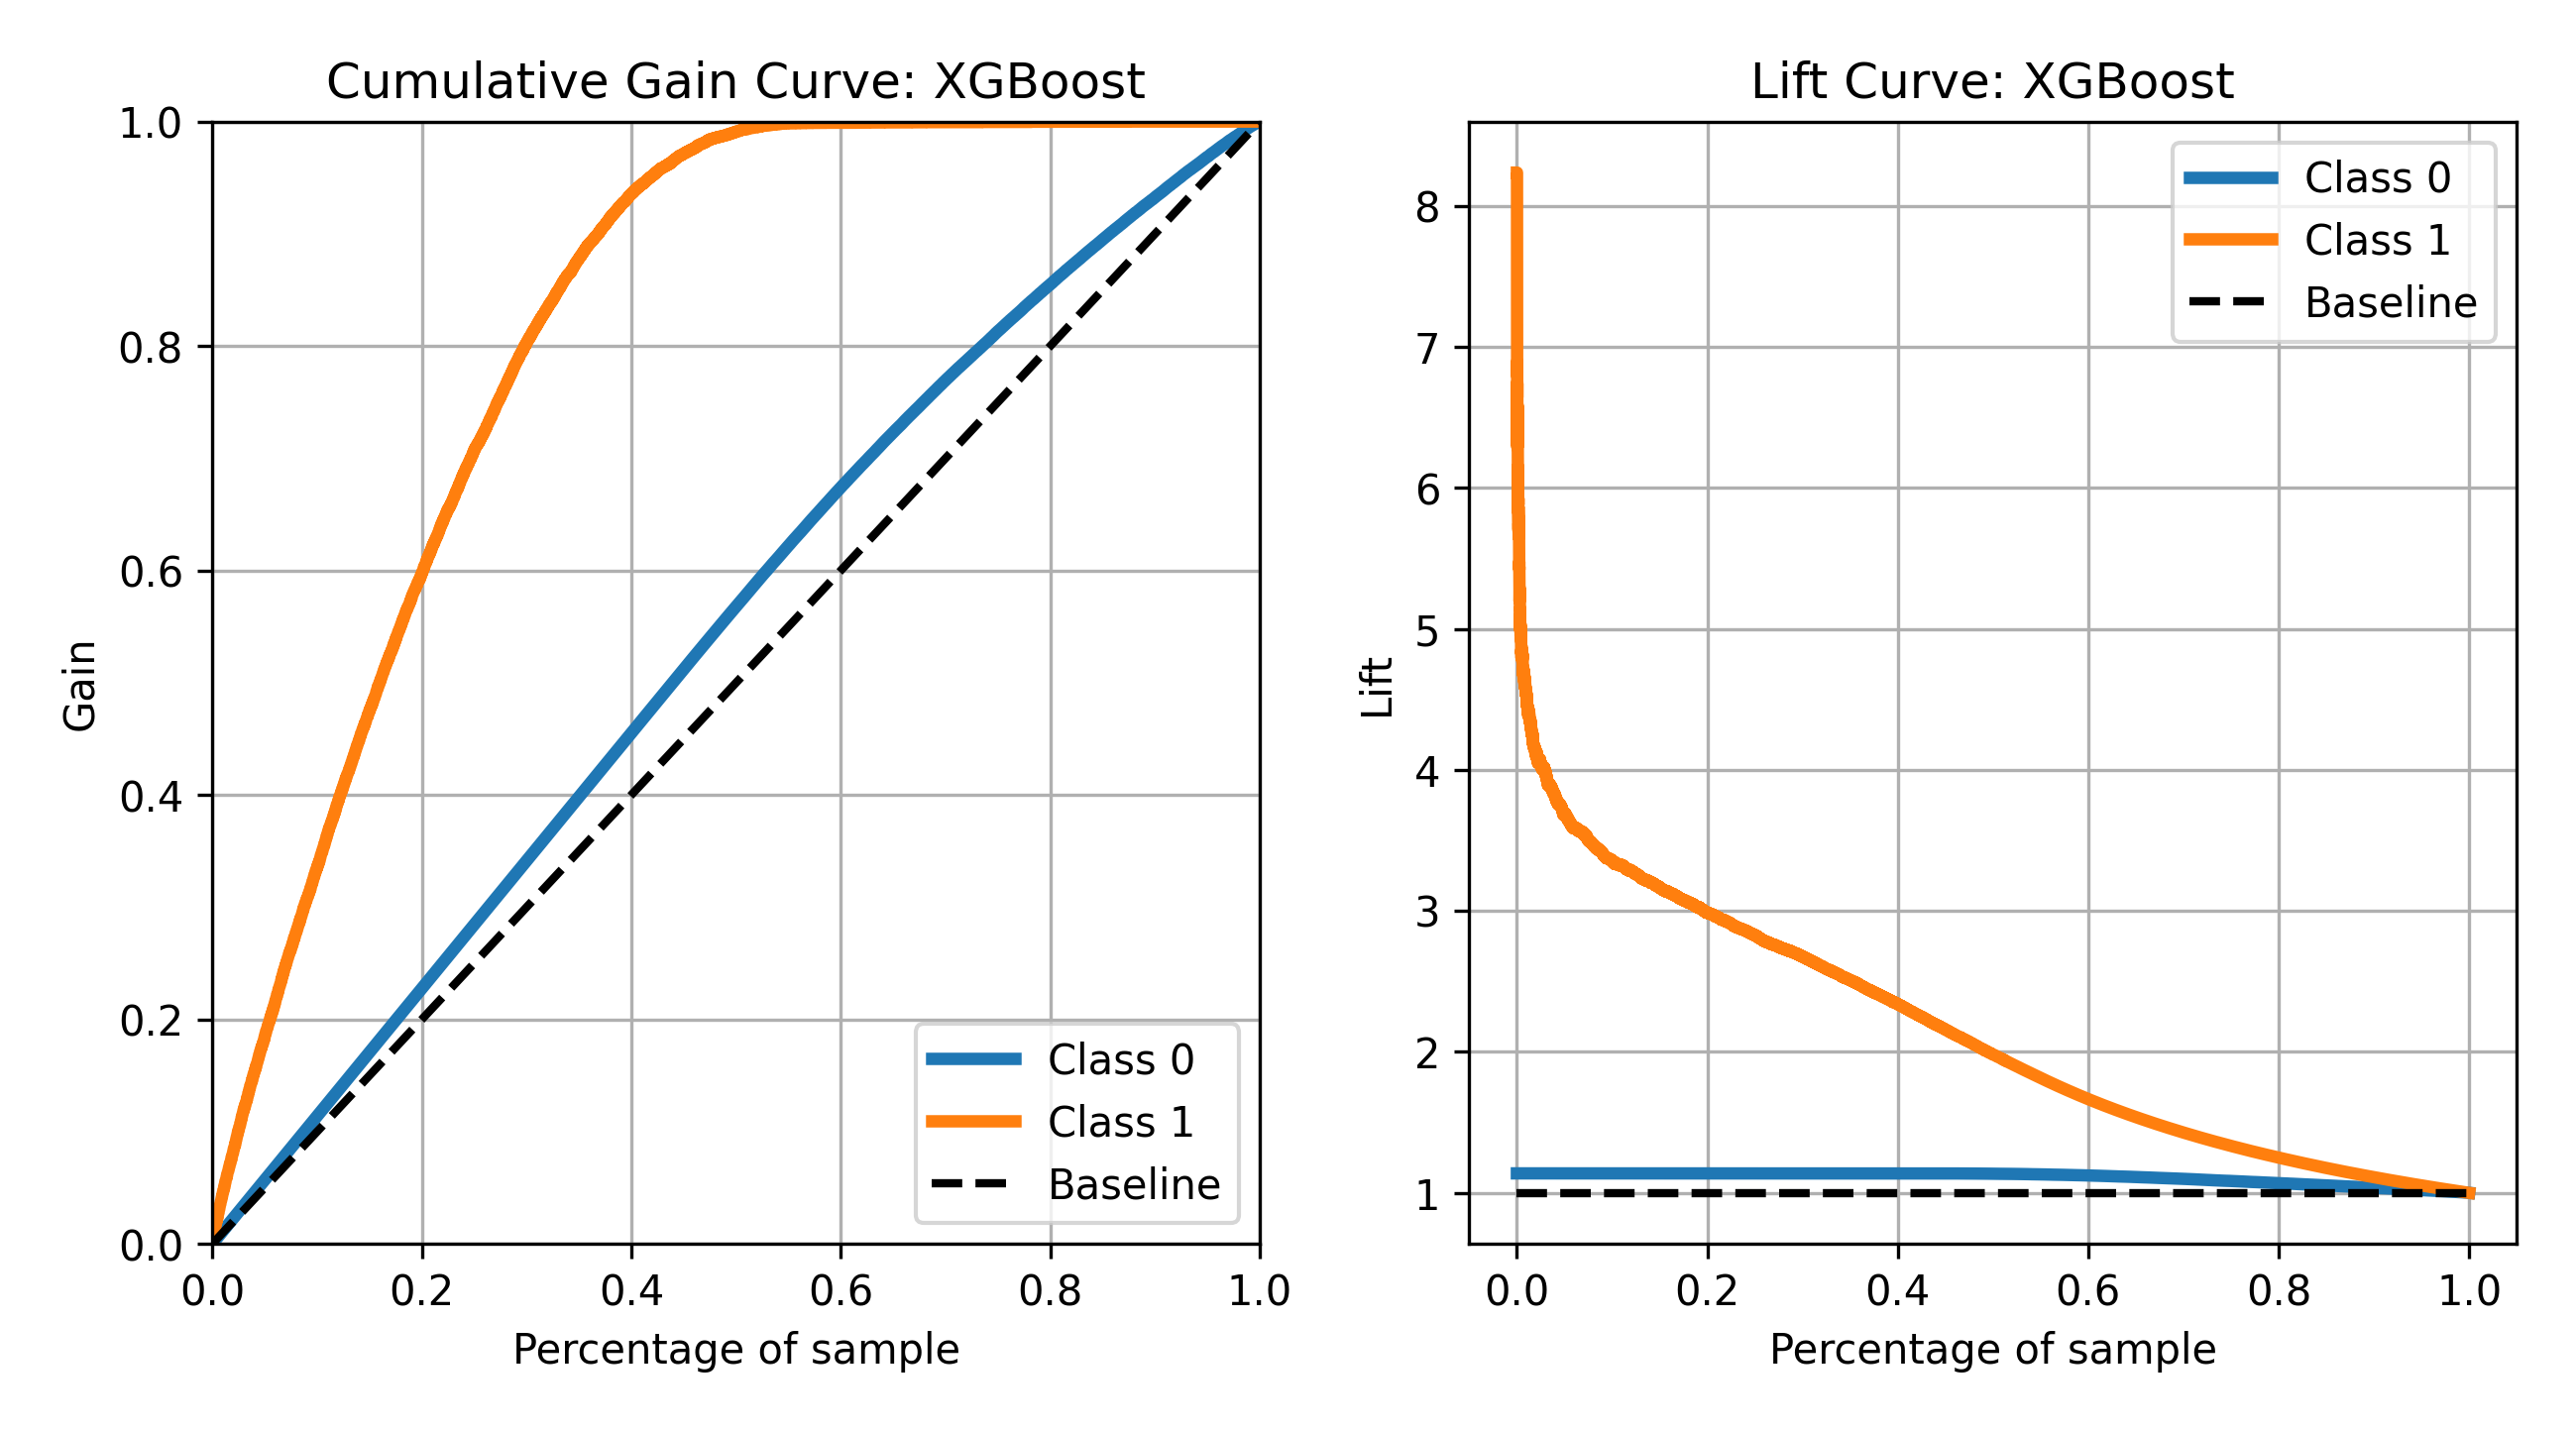 Cumulative Gain Curve: XGBoost
1.0
0.8
0.6
0.4
0.2
0.0
Gain
0.0 0.2 0.4 0.6 0.8 1.0
Percentage of sample
Class 0
Class 1
Baseline
Lift Curve: XGBoost
8
7
6
5
4
3
2
1
Lift
0.0 0.2 0.4 0.6 0.8 1.0
Percentage of sample
Class 0
Class 1
Baseline